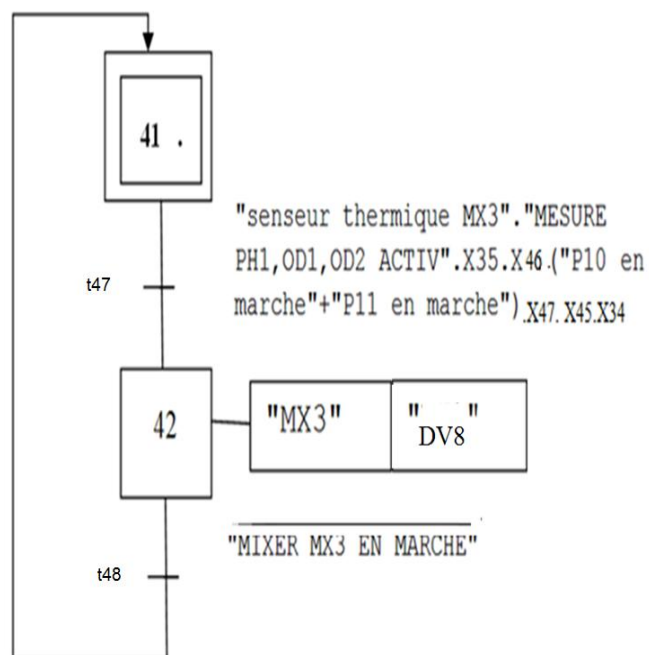 41 .
"senseur thermique MX3"."MESURE
PH1,OD1,OD2 ACTIV".X35.X46.("P10 en
marche"+"P11 en marche").X47.X45.X34
t47
42
"MX3"
" "
DV8
"MIXER MX3 EN MARCHE"
t48